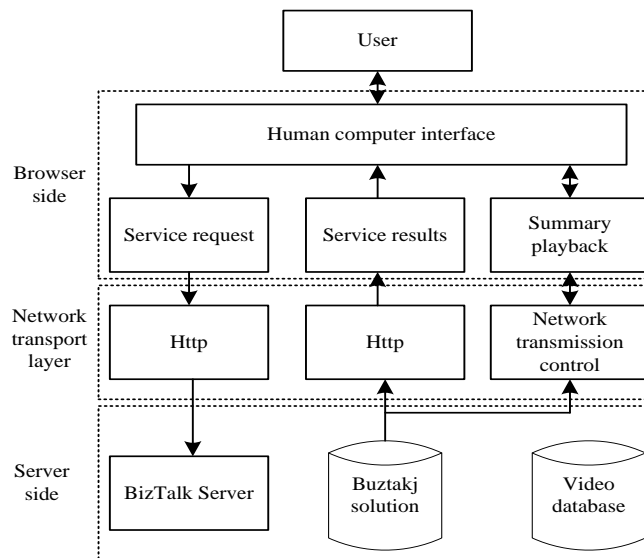 User
Human computer interface
Browser
side
Service request
Service results
Summary
playback
Network
transport
layer
Http
Http
Network
transmission
control
Server
side
BizTalk Server
Buztakj
solution
Video
database